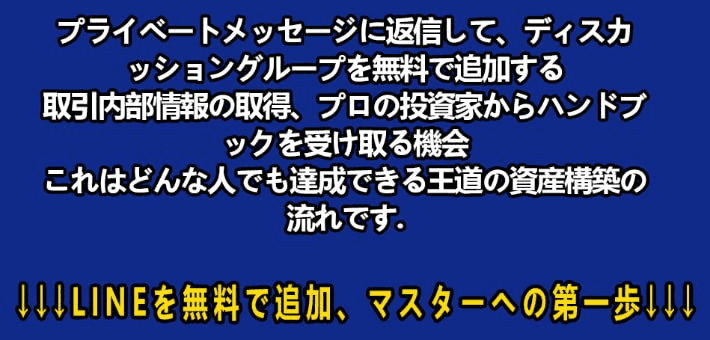 プライベートメッセージに返信して、ディスカ
ッショングループを無料で追加する
取引内部情報の取得、プロの投資家からハンドブ
ックを受け取る機会
これはどんな人でも達成できる王道の資産構築の
流れです.
↓↓↓LINEを無料で追加、マスターへの第一歩↓↓↓